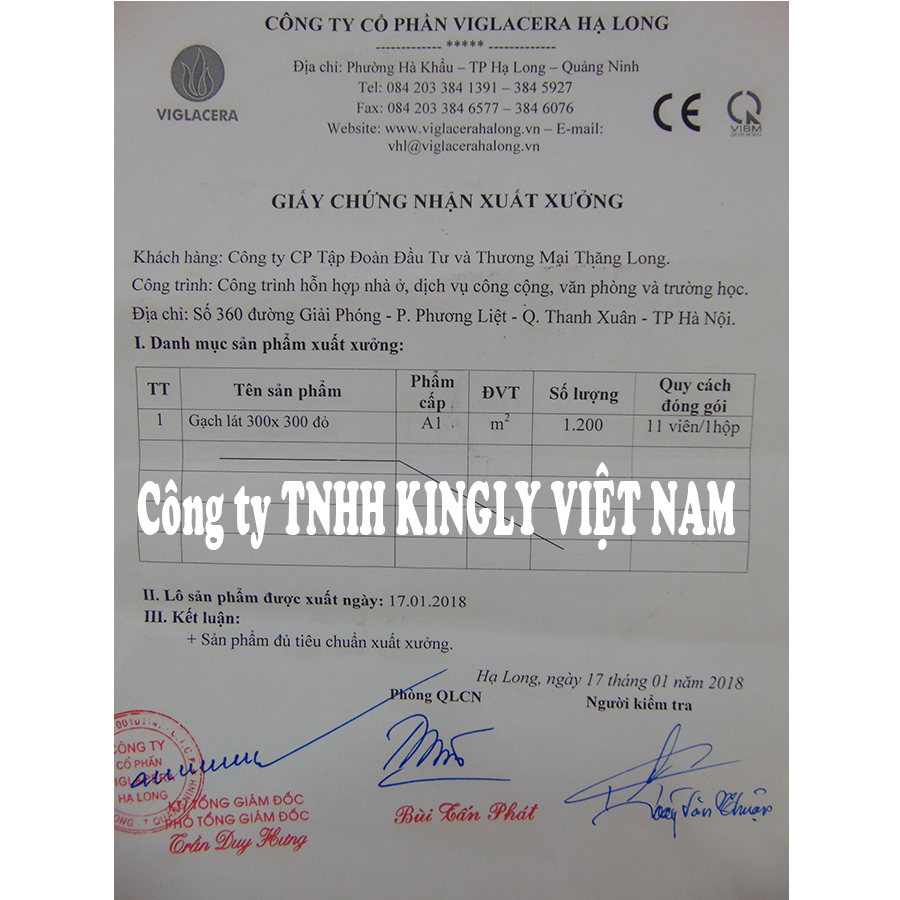 CÔNG TY CỔ PHẦN VIGLACERA HẠ LONG
------------- ***** -------------
Địa chỉ: Phường Hà Khẩu – TP Hạ Long – Quảng Ninh
Tel: 084 203 384 1391 – 384 5927
Fax: 084 203 384 6577 – 384 6076
Website: www.viglacerahalong.vn – E-mail:
vhl@viglacerahalong.vn
VIGLACERA
CE
VIBM
GIẤY CHỨNG NHẬN XUẤT XƯỞNG
Khách hàng: Công ty CP Tập Đoàn Đầu Tư và Thương Mại Thăng Long.
Công trình: Công trình hỗn hợp nhà ở, dịch vụ công cộng, văn phòng và trường học.
Địa chỉ: Số 360 đường Giải Phóng - P. Phương Liệt - Q. Thanh Xuân - TP Hà Nội.
I. Danh mục sản phẩm xuất xưởng:
TT Tên sản phẩm Phẩm cấp ĐVT Số lượng Quy cách đóng gói
1 Gạch lát 300x 300 đỏ A1 m² 1.200 11 viên/1hộp
Công ty TNHH KINGLY VIỆT NAM
II. Lô sản phẩm được xuất ngày: 17.01.2018
III. Kết luận:
+ Sản phẩm đủ tiêu chuẩn xuất xưởng.
Hạ Long, ngày 17 tháng 01 năm 2018
Phòng QLCN Người kiểm tra
CÔNG TY
CỔ PHẦN
VIGLACERA
HẠ LONG
KT/TỔNG GIÁM ĐỐC
PHÓ TỔNG GIÁM ĐỐC
Trần Duy Hưng
Bùi Tấn Phát
Văn Thuận